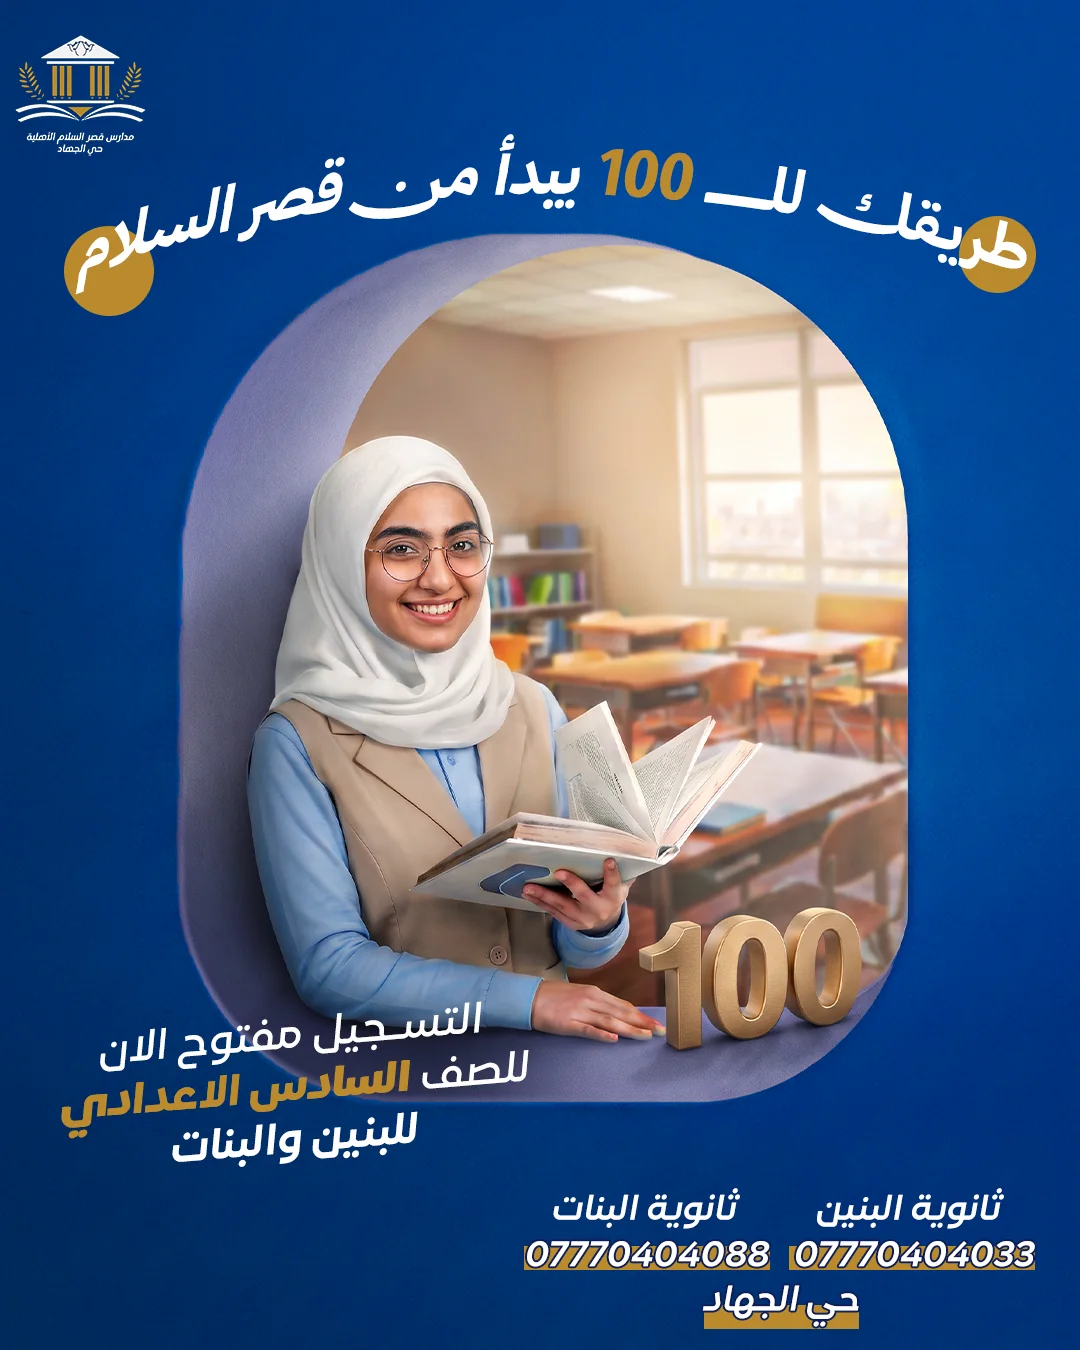 مدارس قصر السلام الأهلية
حي الجهاد
طريقك للـ 100 يبدأ من قصر السلام
100
التسجيل مفتوح الان
للصف السادس الاعدادي
للبنين والبنات
ثانوية البنين
07770404033
ثانوية البنات
07770404088
حي الجهاد